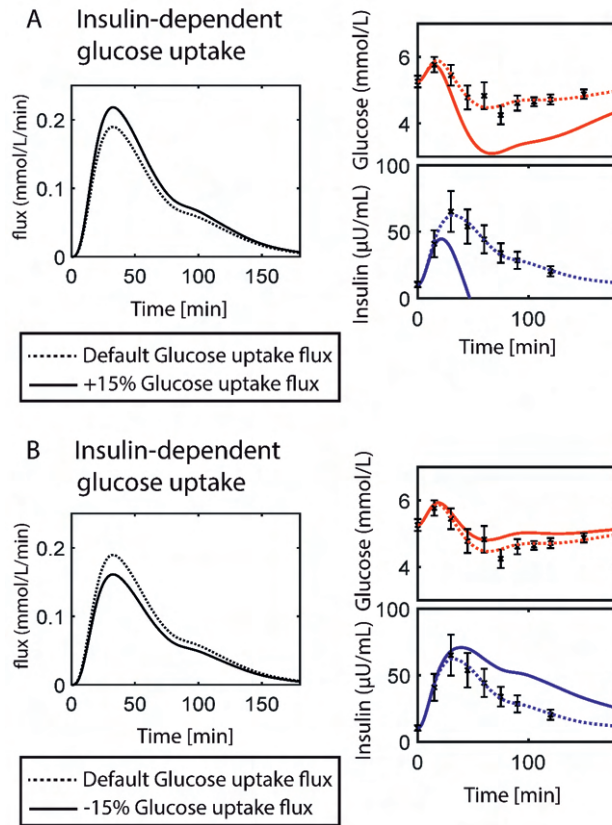 A
Insulin-dependent
glucose uptake
flux (mmol/L/min)
0.2
0.1
0
0 50 100 150
Time [min]
Default Glucose uptake flux
+15% Glucose uptake flux
Glucose (mmol/L)
6
4
Insulin (µU/mL)
100
50
0
0 100
Time [min]
B
Insulin-dependent
glucose uptake
flux (mmol/L/min)
0.2
0.1
0
0 50 100 150
Time [min]
Default Glucose uptake flux
-15% Glucose uptake flux
Glucose (mmol/L)
6
4
Insulin (µU/mL)
100
50
0
0 100
Time [min]